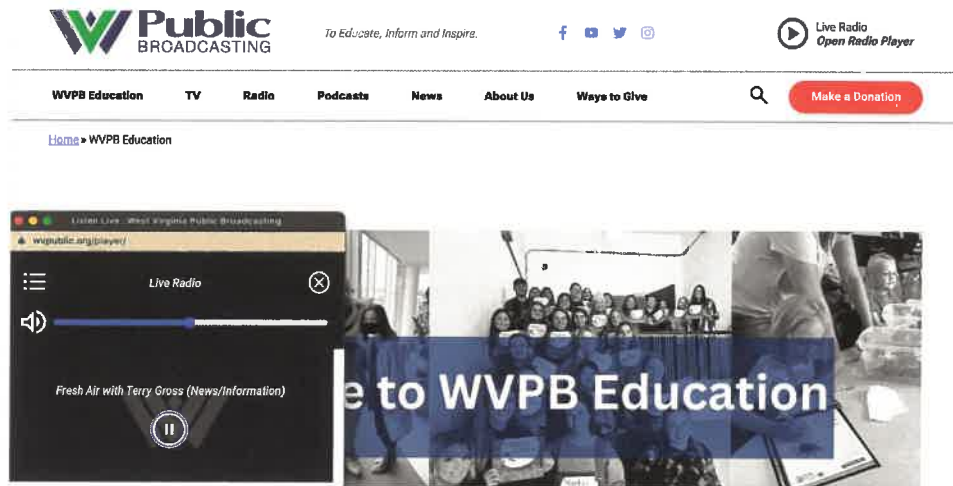 WV Public
BROADCASTING
To Educate, Inform and Inspire.
Live Radio
Open Radio Player
WVPB Education TV Radio Podcasts News About Us Ways to Give Make a Donation
Home » WVPB Education
Listen Live : West Virginia Public Broadcasting
wvpublic.org/player/
Live Radio
Fresh Air with Terry Gross (News/Information)
e to WVPB Education